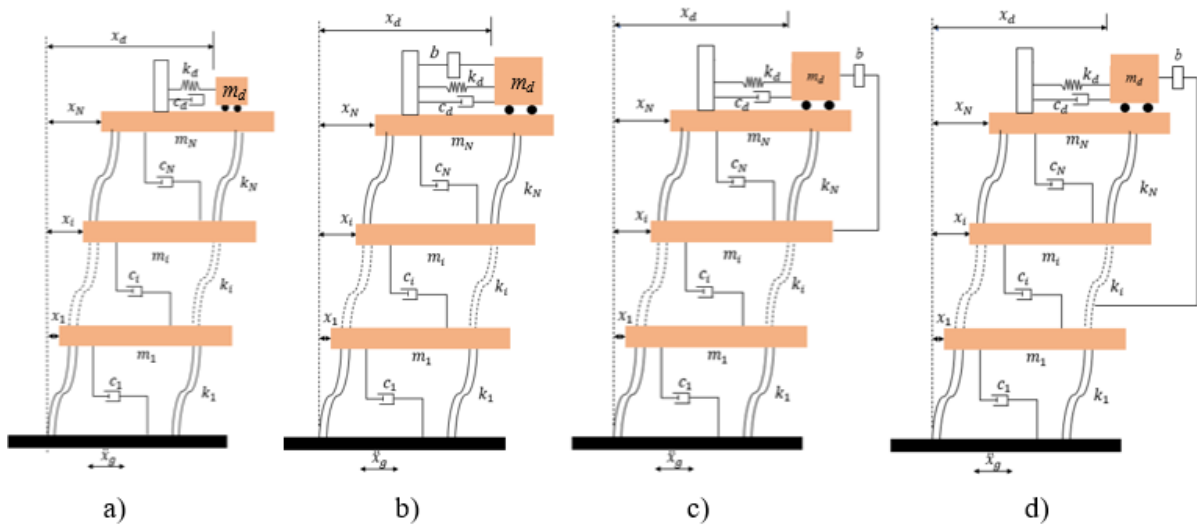 x_d
k_d
m_d
c_d
x_N
m_N
c_N
k_N
x_i
m_i
c_i
k_i
x_1
m_1
c_1
k_1
ẍ_g
a)
x_d
b
k_d
m_d
c_d
x_N
m_N
c_N
k_N
x_i
m_i
c_i
k_i
x_1
m_1
c_1
k_1
ẍ_g
b)
x_d
b
k_d
m_d
c_d
x_N
m_N
c_N
k_N
x_i
m_i
c_i
k_i
x_1
m_1
c_1
k_1
ẍ_g
c)
x_d
b
k_d
m_d
c_d
x_N
m_N
c_N
k_N
x_i
m_i
c_i
k_i
x_1
m_1
c_1
k_1
ẍ_g
d)